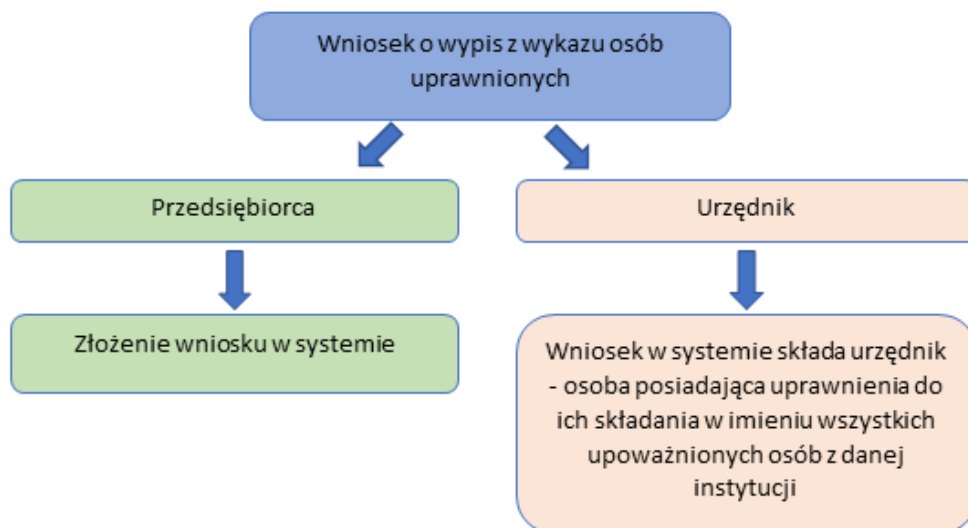 Wniosek o wypis z wykazu osób
uprawnionych
Przedsiębiorca
Urzędnik
Złożenie wniosku w systemie
Wniosek w systemie składa urzędnik
- osoba posiadająca uprawnienia do
ich składania w imieniu wszystkich
upoważnionych osób z danej
instytucji